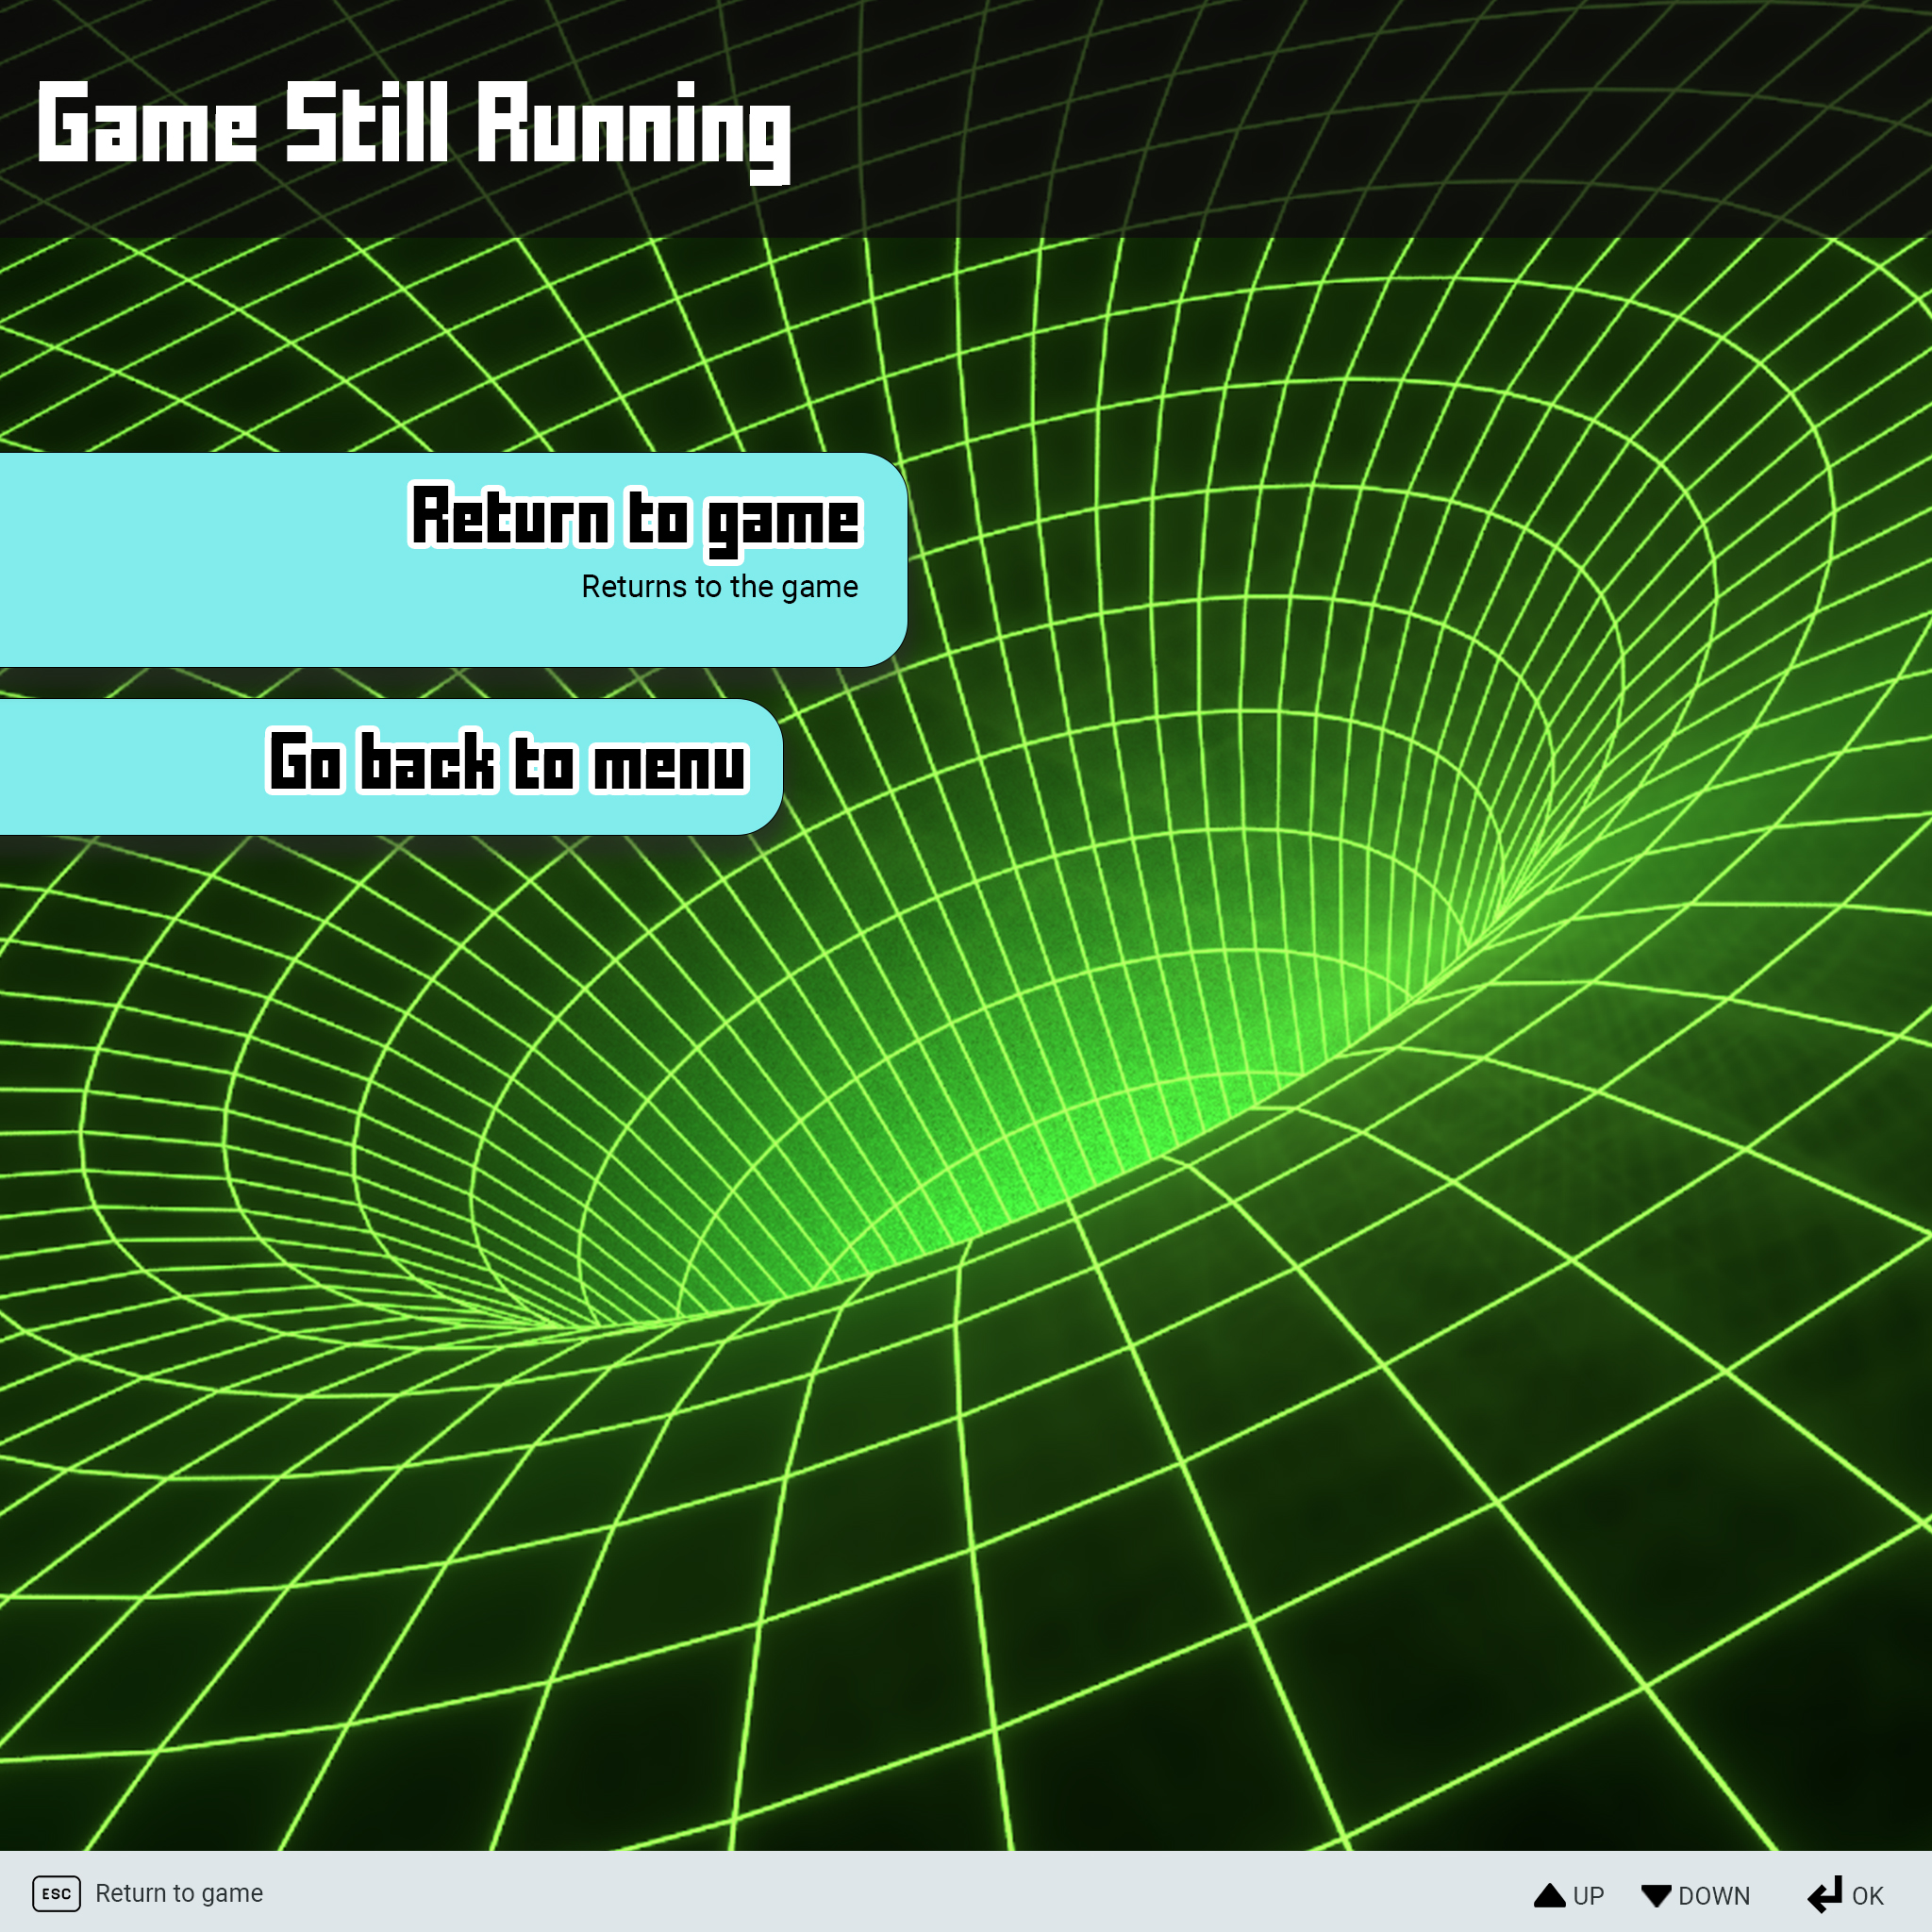 Game Still Running
Return to game
Returns to the game
Go back to menu
ESC Return to game
UP DOWN OK